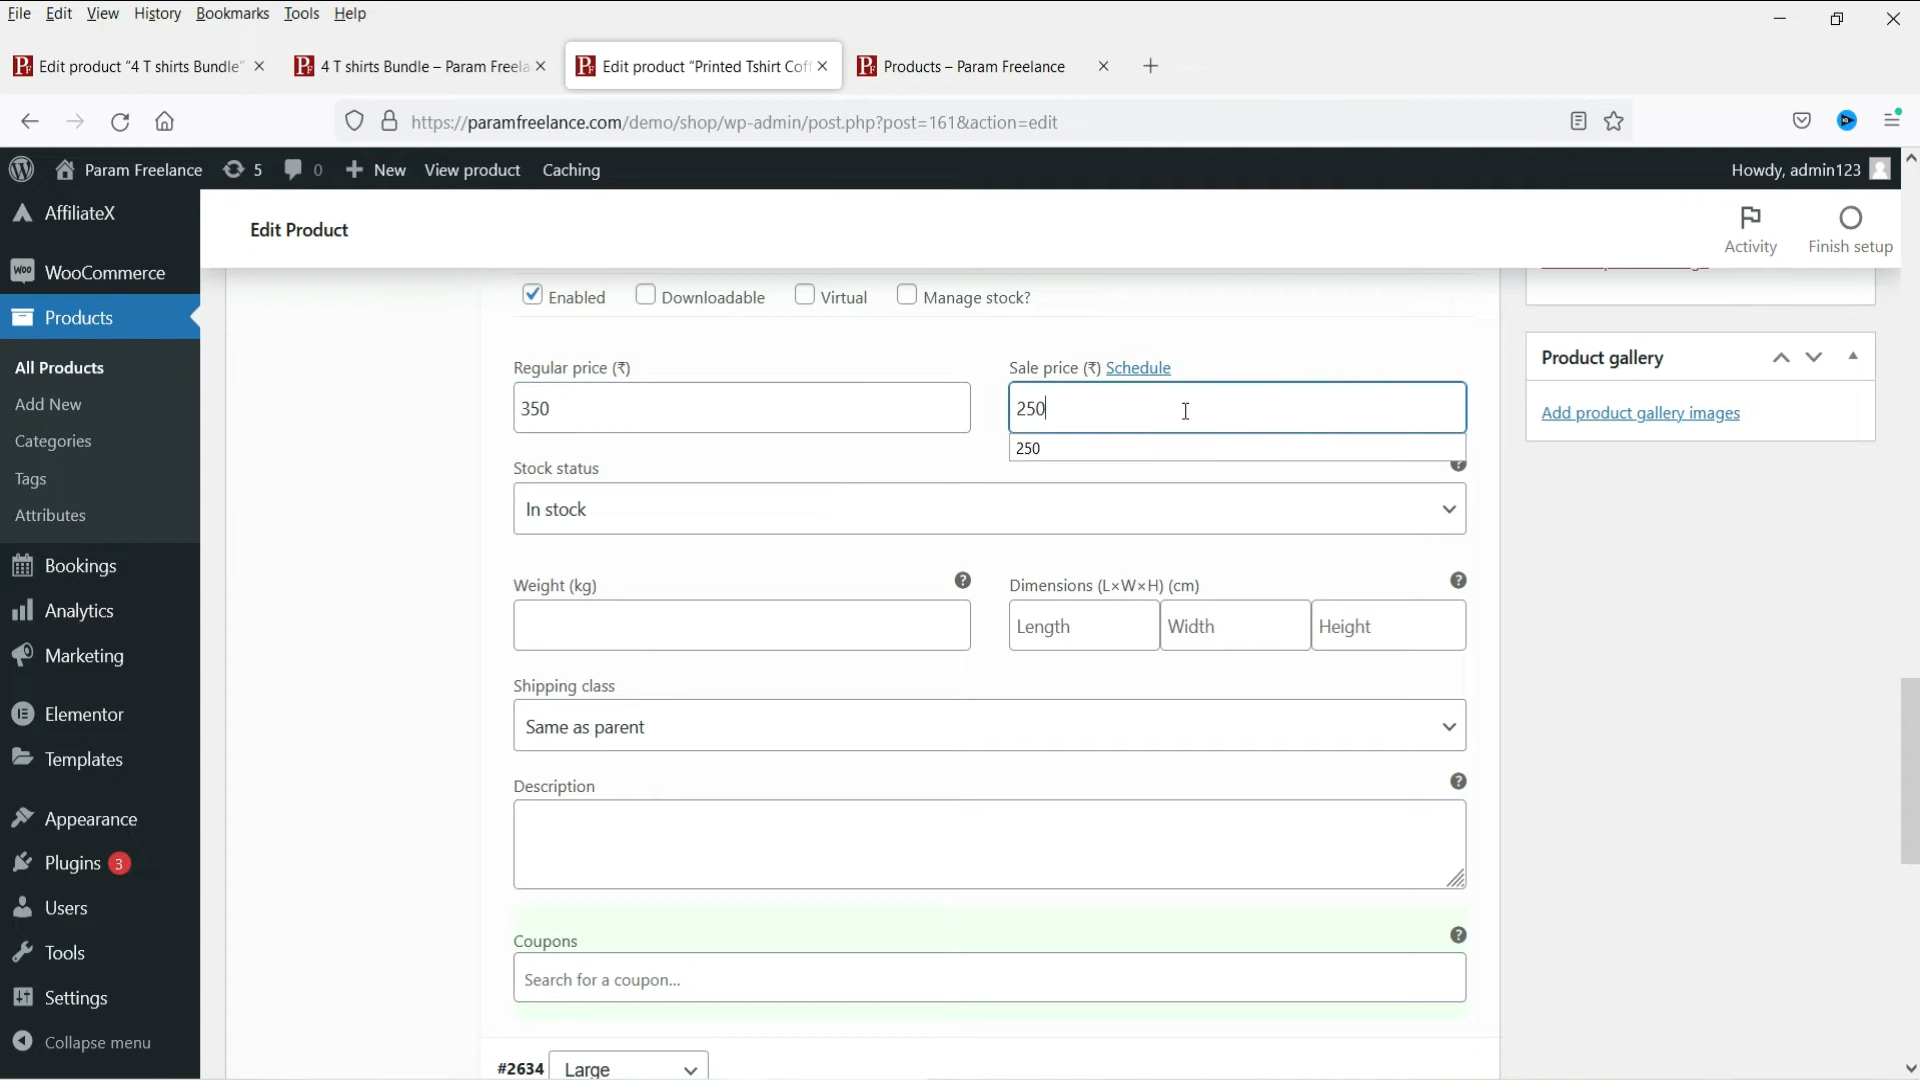 File Edit View History Bookmarks Tools Help
Edit product "4 T shirts Bundle"
4 T shirts Bundle – Param Freela
Edit product "Printed Tshirt Cof
Products – Param Freelance
https://paramfreelance.com/demo/shop/wp-admin/post.php?post=161&action=edit
Param Freelance 5 0 New View product Caching Howdy, admin123
AffiliateX
WooCommerce
Products
All Products
Add New
Categories
Tags
Attributes
Bookings
Analytics
Marketing
Elementor
Templates
Appearance
Plugins 3
Users
Tools
Settings
Collapse menu
Edit Product
Activity
Finish setup
Enabled Downloadable Virtual Manage stock?
Regular price (₹)
350
Sale price (₹) Schedule
250
250
Stock status
In stock
Weight (kg)
Dimensions (L×W×H) (cm)
Length Width Height
Shipping class
Same as parent
Description
Coupons
Search for a coupon...
#2634 Large
Product gallery
Add product gallery images